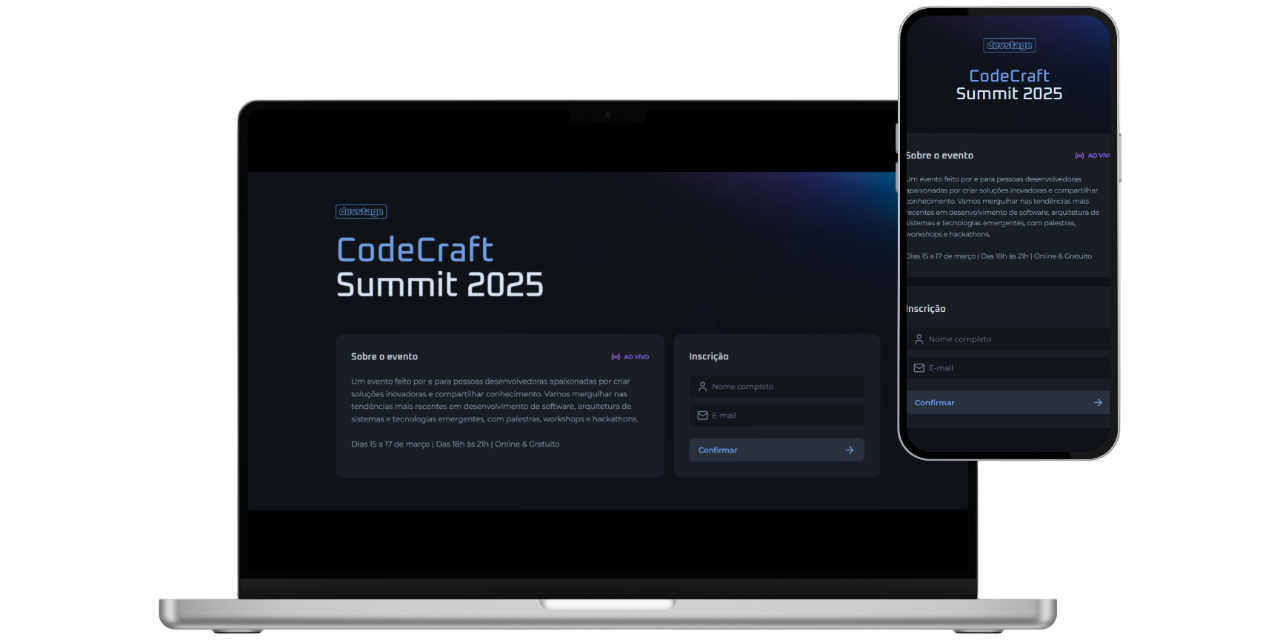 devstage
CodeCraft
Summit 2025
Sobre o evento
AO VIVO
Um evento feito por e para pessoas desenvolvedoras apaixonadas por criar
soluções inovadoras e compartilhar conhecimento. Vamos mergulhar nas
tendências mais recentes em desenvolvimento de software, arquitetura de
sistemas e tecnologias emergentes, com palestras, workshops e hackathons.
Dias 15 a 17 de março | Das 18h às 21h | Online & Gratuito
Inscrição
Nome completo
E-mail
Confirmar
devstage
CodeCraft
Summit 2025
Sobre o evento
AO VIVO
Um evento feito por e para pessoas desenvolvedoras
apaixonadas por criar soluções inovadoras e compartilhar
conhecimento. Vamos mergulhar nas tendências mais
recentes em desenvolvimento de software, arquitetura de
sistemas e tecnologias emergentes, com palestras,
workshops e hackathons.
Dias 15 a 17 de março | Das 18h às 21h | Online & Gratuito
Inscrição
Nome completo
E-mail
Confirmar